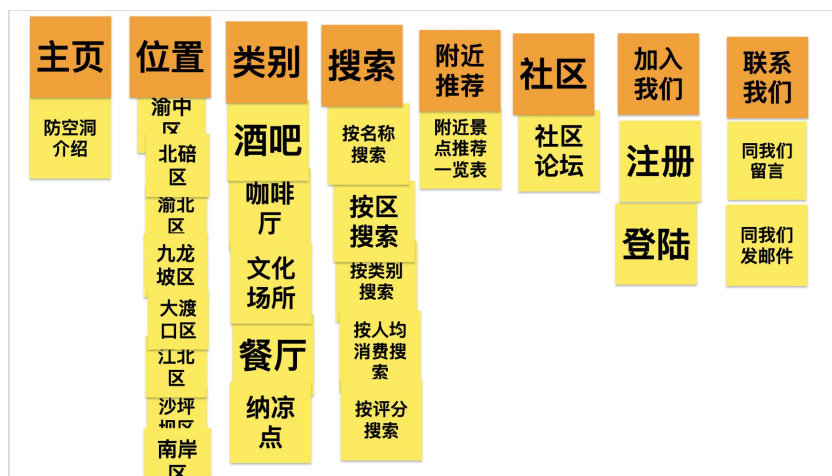 主页
防空洞
介绍
位置
渝中
区
北碚
区
渝北
区
九龙
坡区
大渡
口区
江北
区
沙坪
坝区
南岸
区
类别
酒吧
咖啡
厅
文化
场所
餐厅
纳凉
点
搜索
按名称
搜索
按区
搜索
按类别
搜索
按人均
消费搜
索
按评分
搜索
附近
推荐
附近景
点推荐
一览表
社区
社区
论坛
加入
我们
注册
登陆
联系
我们
同我们
留言
同我们
发邮件